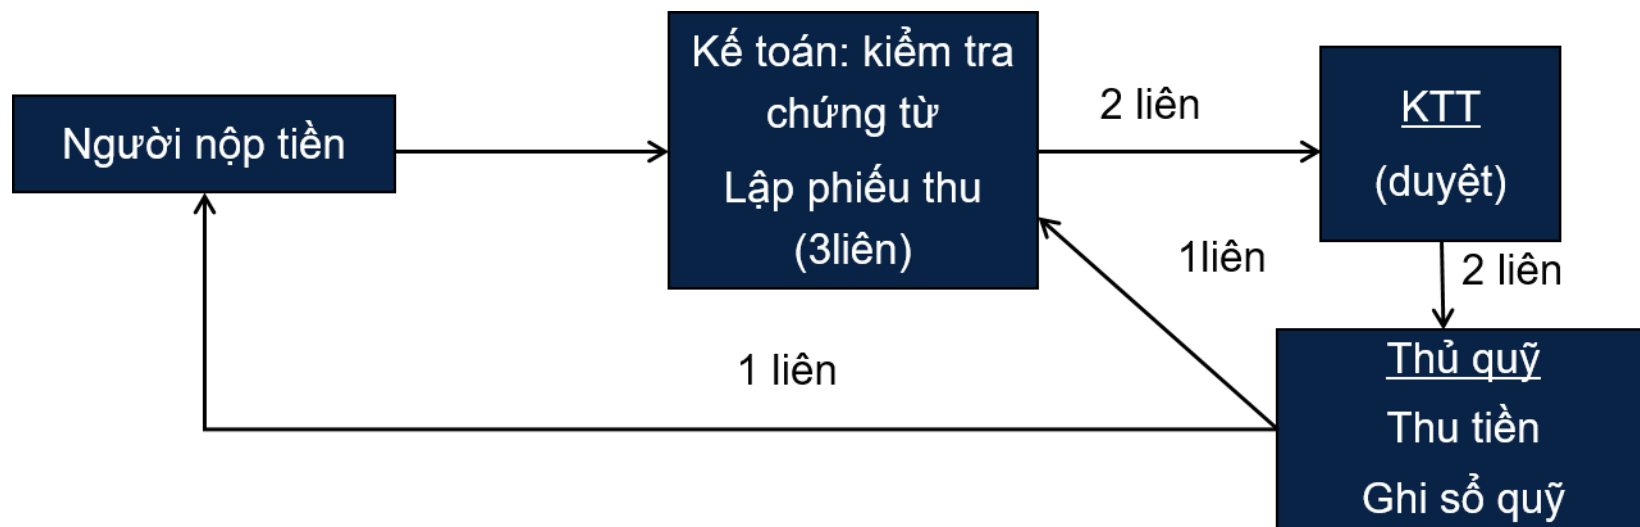 Người nộp tiền
Kế toán: kiểm tra
chứng từ
Lập phiếu thu
(3liên)
2 liên
KTT
(duyệt)
1liên
2 liên
1 liên
Thủ quỹ
Thu tiền
Ghi sổ quỹ